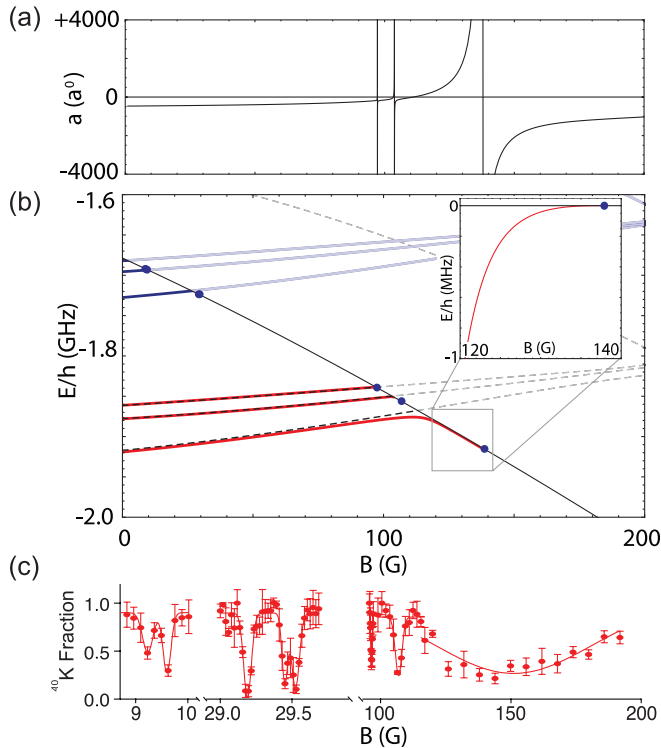 (a)
+4000
0
-4000
a (a⁰)
(b)
-1.6
-1.8
-2.0
E/h (GHz)
0
100
200
B (G)
0
-1
E/h (MHz)
120
B (G)
140
(c)
1.0
0.5
0.0
⁴⁰K Fraction
9
10
29.0
29.5
100
150
200
B (G)